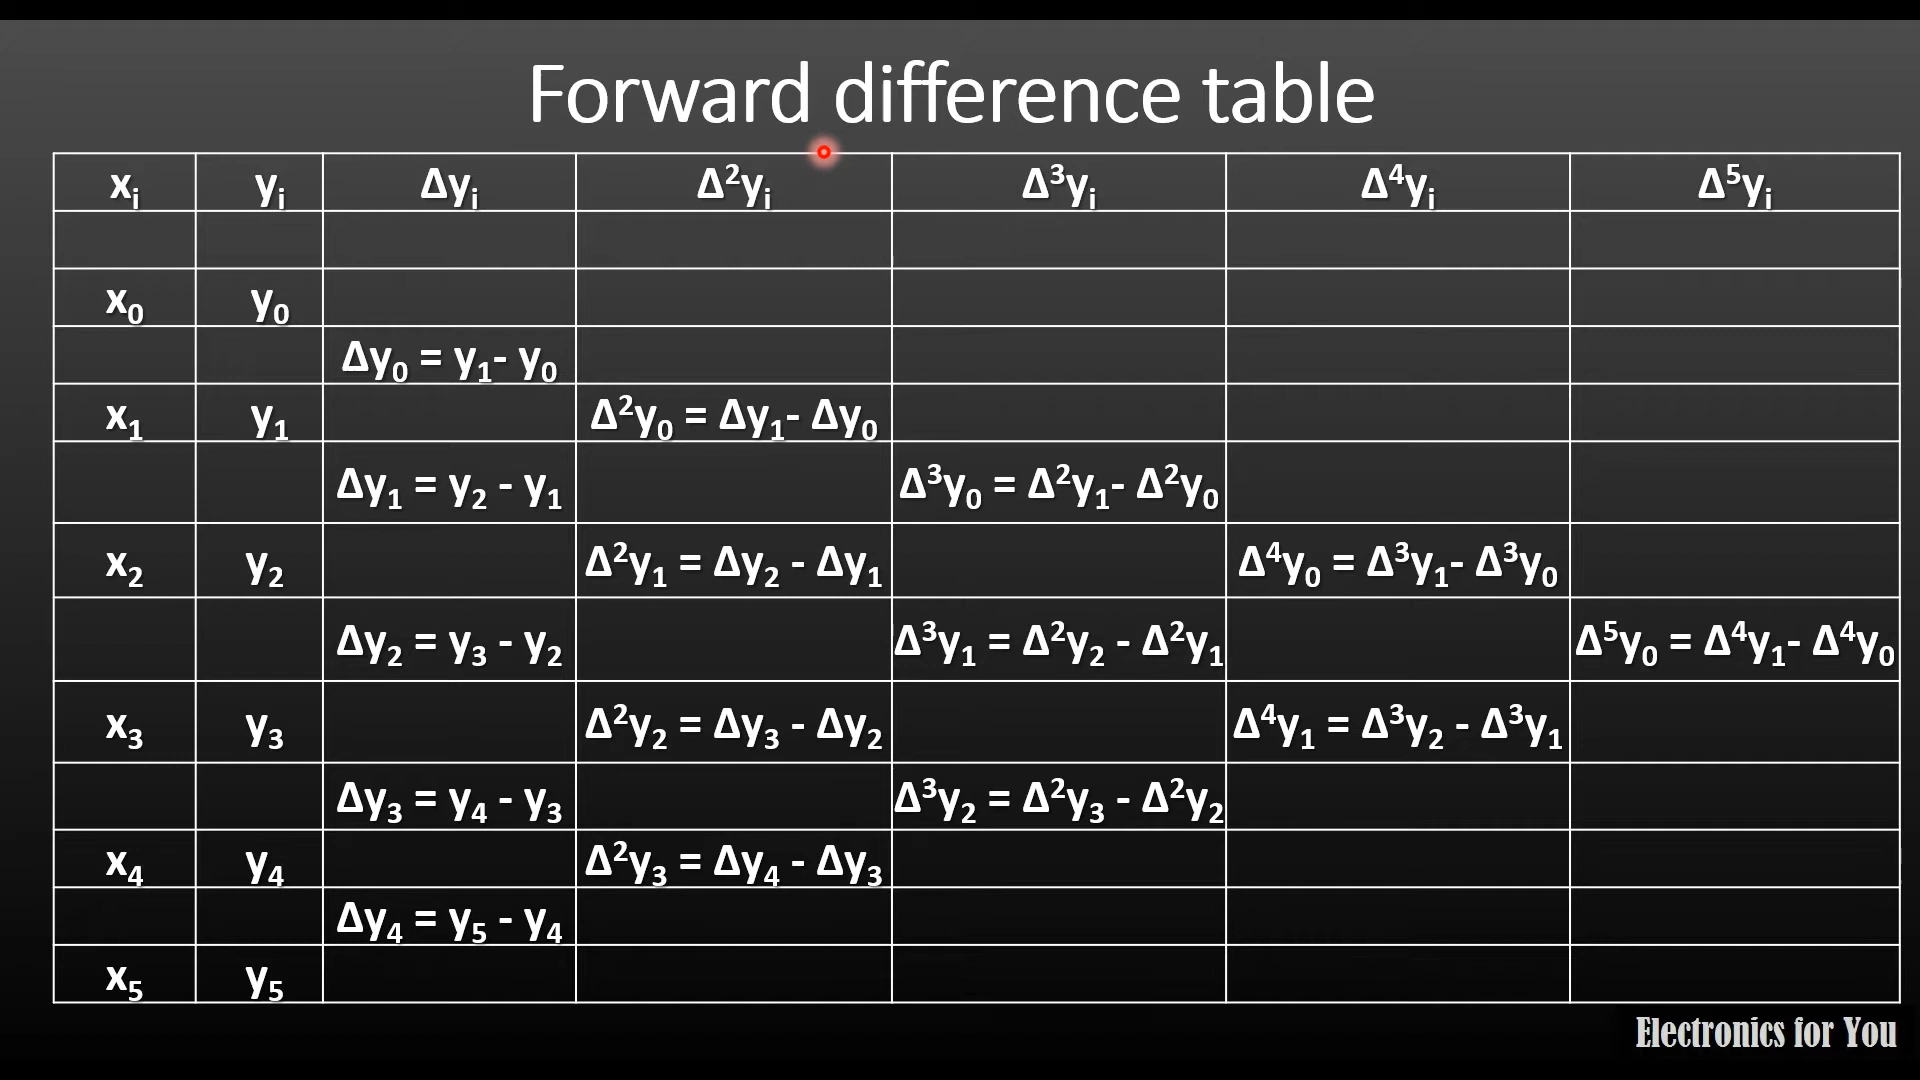 Forward difference table
xᵢ yᵢ Δyᵢ Δ²yᵢ Δ³yᵢ Δ⁴yᵢ Δ⁵yᵢ
x₀ y₀
Δy₀ = y₁- y₀
x₁ y₁ Δ²y₀ = Δy₁- Δy₀
Δy₁ = y₂ - y₁ Δ³y₀ = Δ²y₁- Δ²y₀
x₂ y₂ Δ²y₁ = Δy₂ - Δy₁ Δ⁴y₀ = Δ³y₁- Δ³y₀
Δy₂ = y₃ - y₂ Δ³y₁ = Δ²y₂ - Δ²y₁ Δ⁵y₀ = Δ⁴y₁- Δ⁴y₀
x₃ y₃ Δ²y₂ = Δy₃ - Δy₂ Δ⁴y₁ = Δ³y₂ - Δ³y₁
Δy₃ = y₄ - y₃ Δ³y₂ = Δ²y₃ - Δ²y₂
x₄ y₄ Δ²y₃ = Δy₄ - Δy₃
Δy₄ = y₅ - y₄
x₅ y₅
Electronics for You